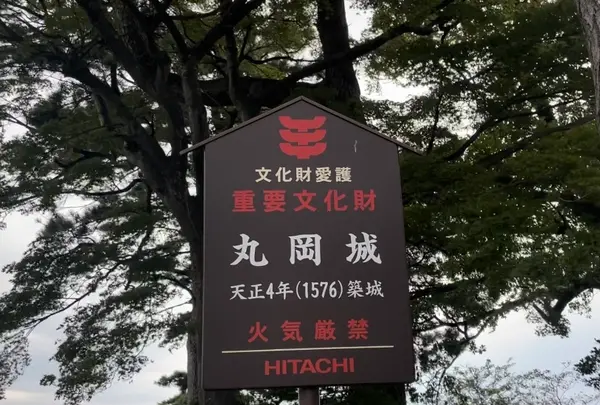 文化財愛護
重要文化財
丸岡城
天正4年(1576)築城
火気厳禁
HITACHI